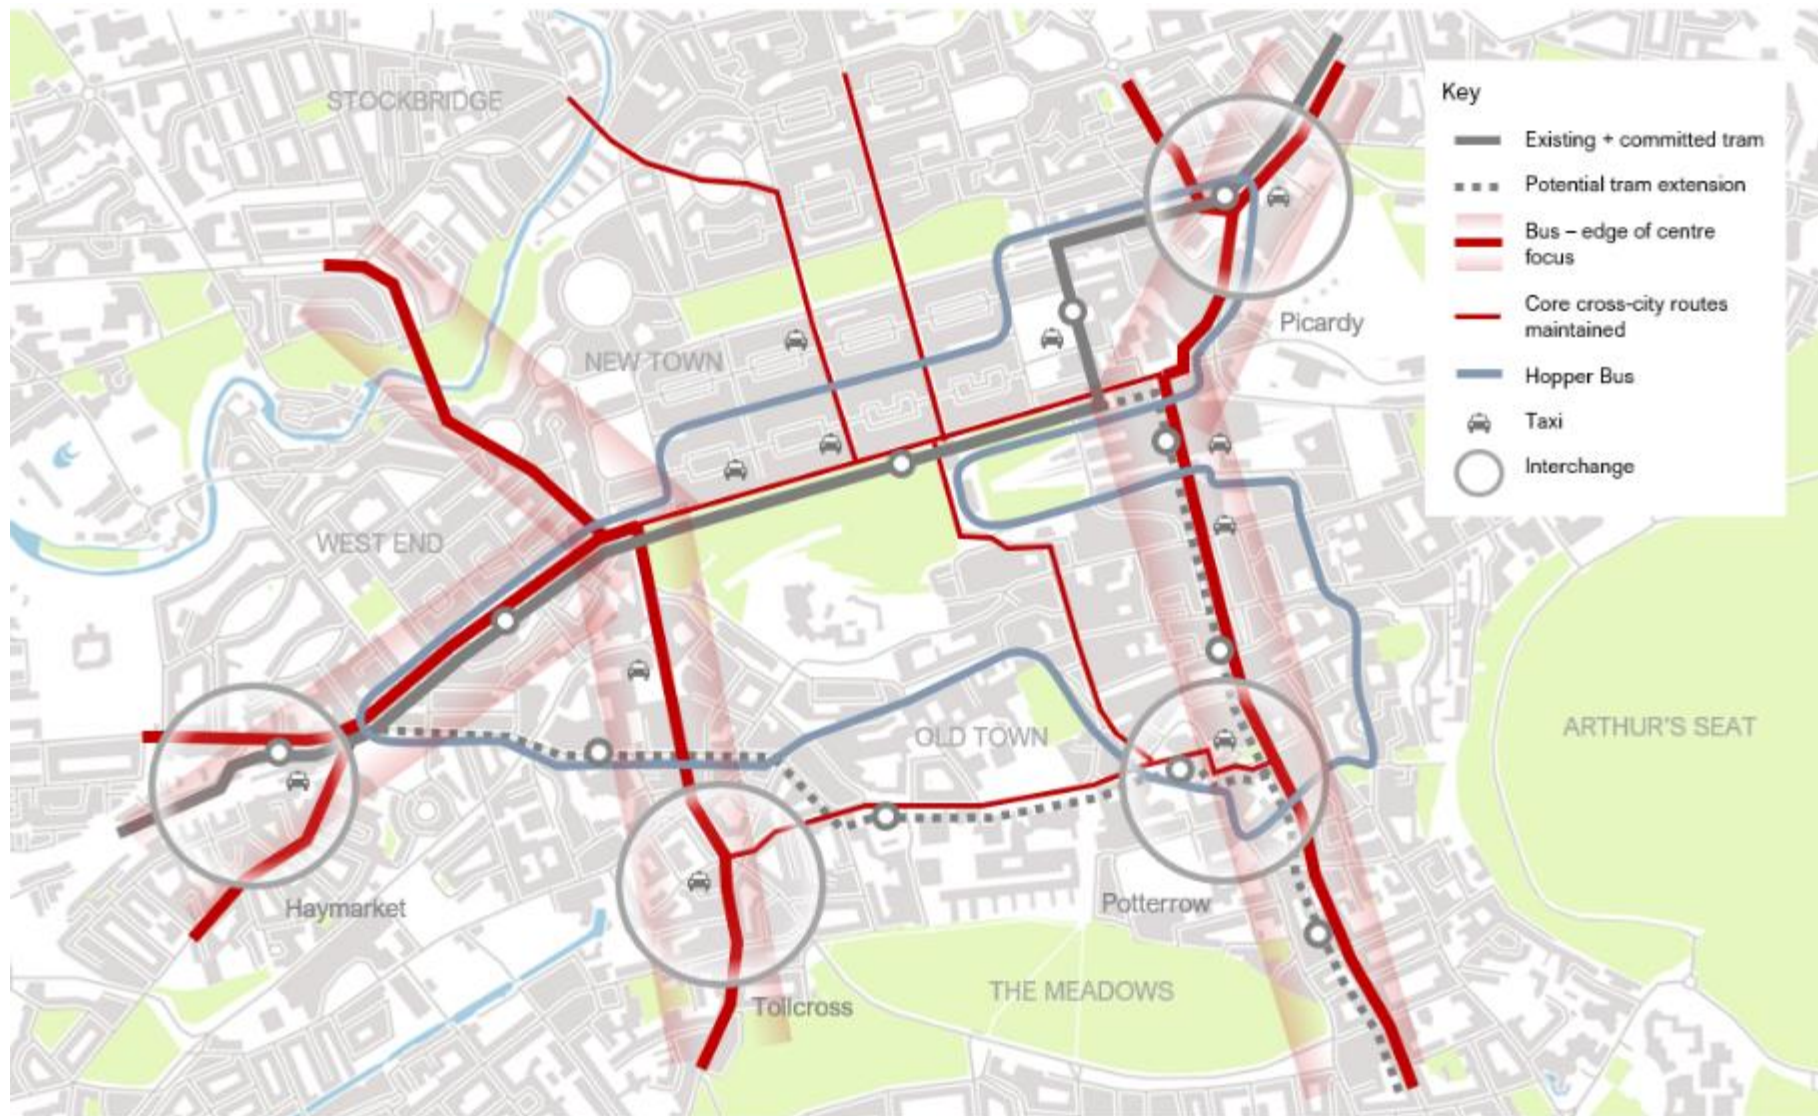 STOCKBRIDGE
NEW TOWN
WEST END
Picardy
OLD TOWN
ARTHUR'S SEAT
Haymarket
Potterrow
Tollcross
THE MEADOWS
Key
Existing + committed tram
Potential tram extension
Bus – edge of centre
focus
Core cross-city routes
maintained
Hopper Bus
Taxi
Interchange